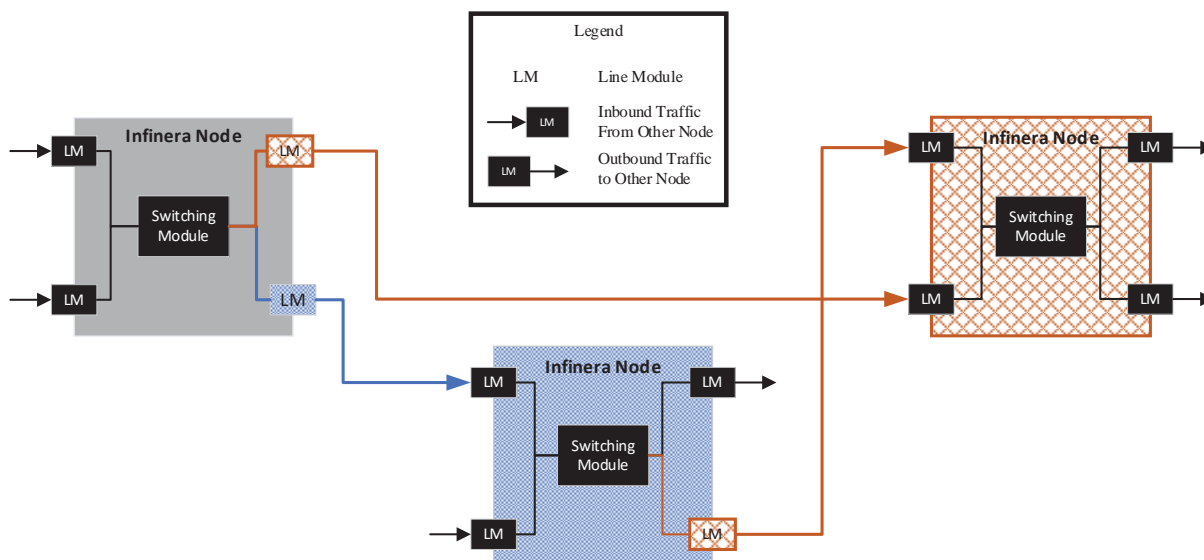 Legend
LM Line Module
LM Inbound Traffic
From Other Node
LM Outbound Traffic
to Other Node
Infinera Node
LM
LM
Switching
Module
LM
LM
Infinera Node
LM
LM
Switching
Module
LM
LM
Infinera Node
LM
LM
Switching
Module
LM
LM